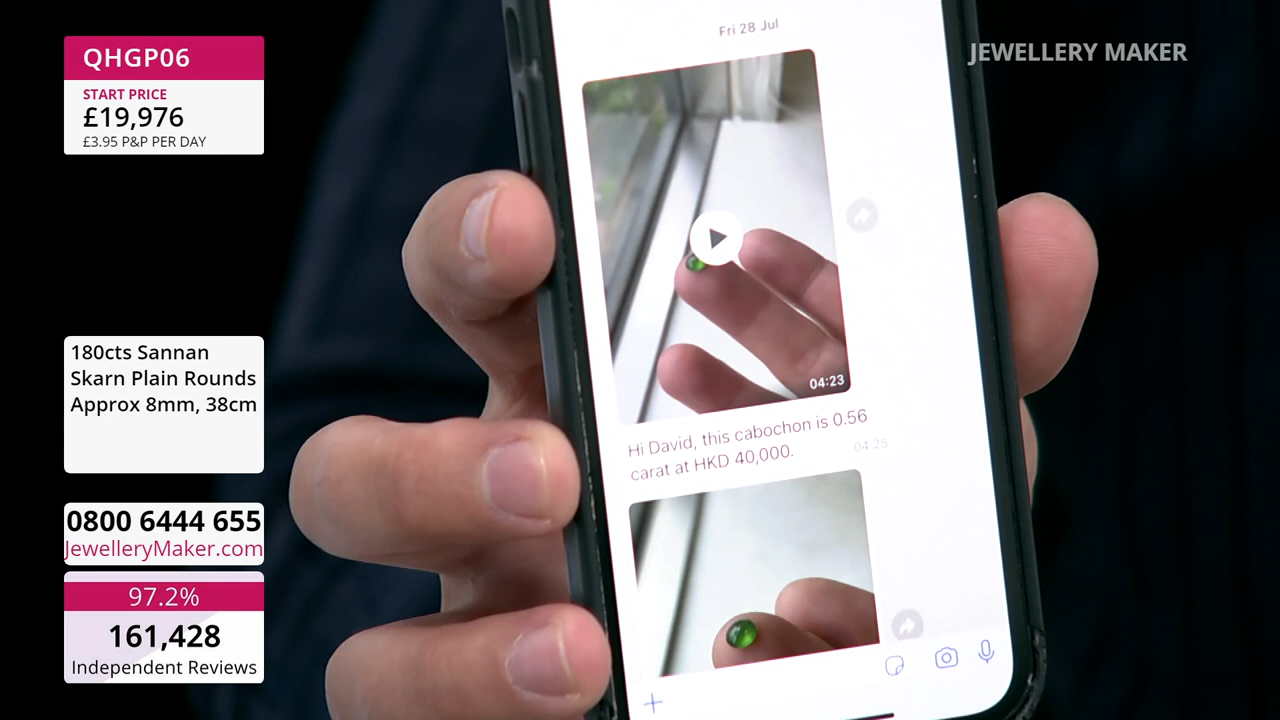 QHGP06
START PRICE
£19,976
£3.95 P&P PER DAY
JEWELLERY MAKER
Fri 28 Jul
04:23
Hi David, this cabochon is 0.56
carat at HKD 40,000.
04:25
180cts Sannan
Skarn Plain Rounds
Approx 8mm, 38cm
0800 6444 655
JewelleryMaker.com
97.2%
161,428
Independent Reviews